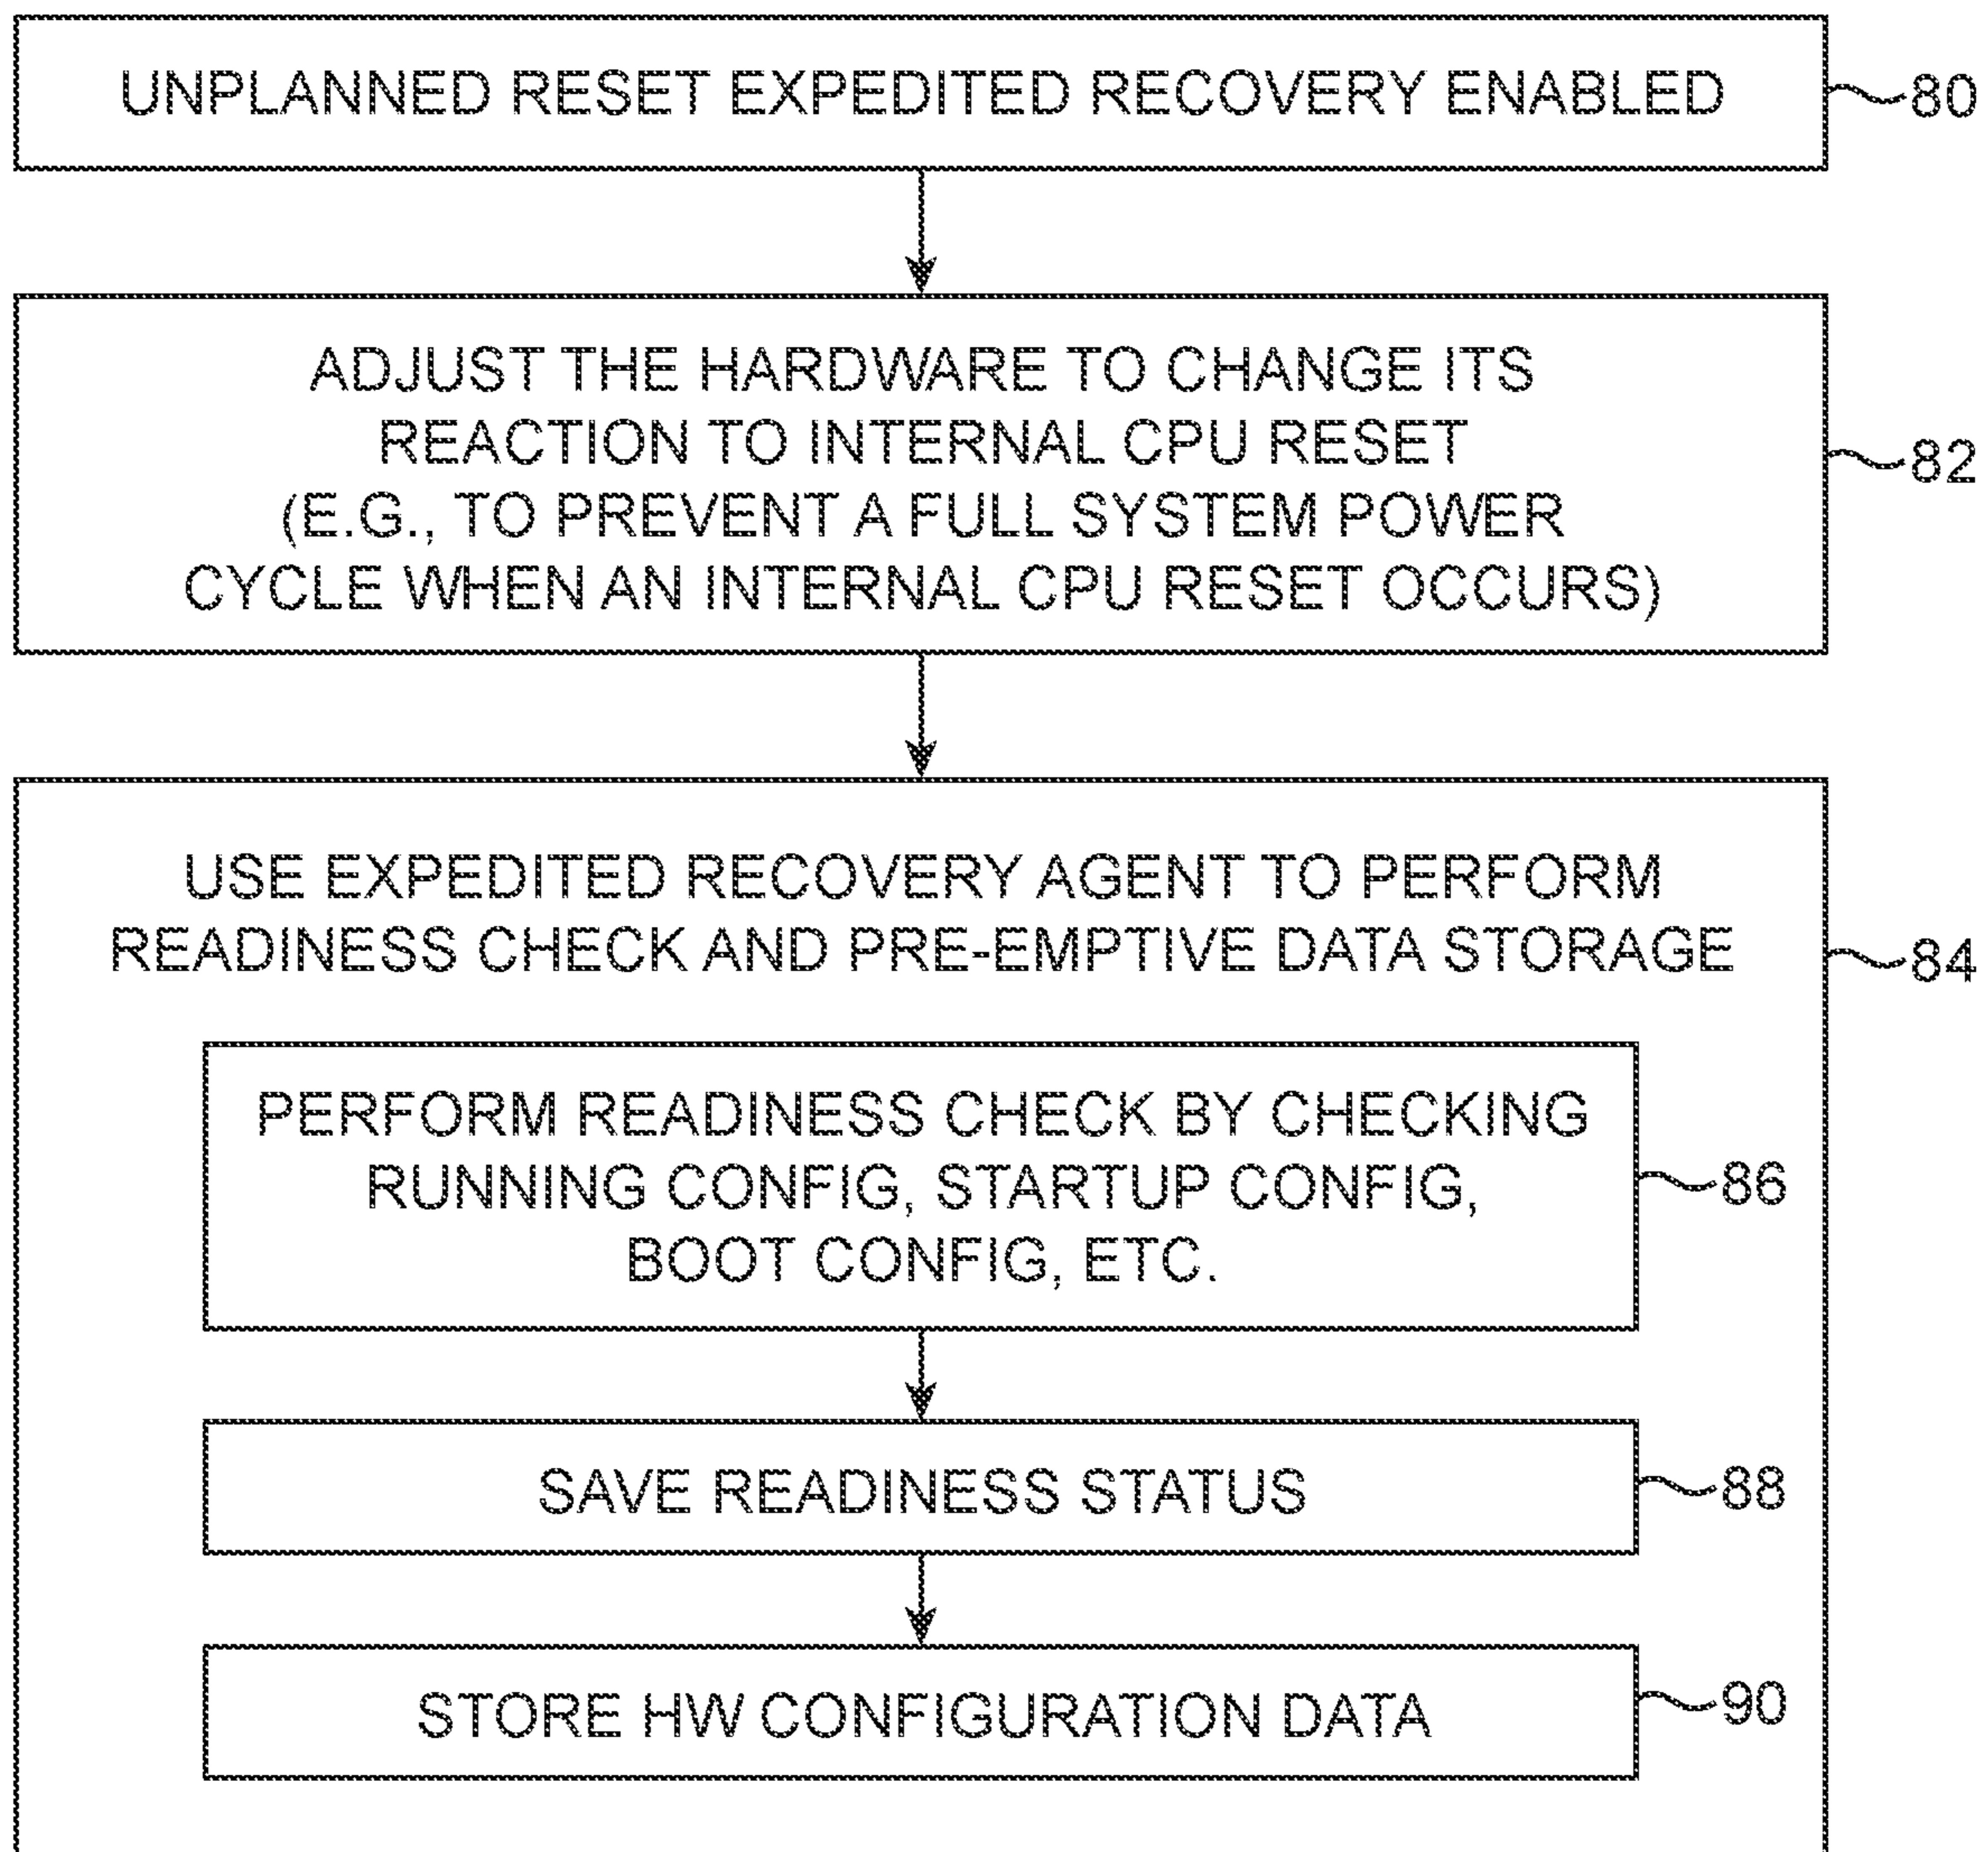 UNPLANNED RESET EXPEDITED RECOVERY ENABLED
80
ADJUST THE HARDWARE TO CHANGE ITS
REACTION TO INTERNAL CPU RESET
(E.G., TO PREVENT A FULL SYSTEM POWER
CYCLE WHEN AN INTERNAL CPU RESET OCCURS)
82
USE EXPEDITED RECOVERY AGENT TO PERFORM
READINESS CHECK AND PRE-EMPTIVE DATA STORAGE
84
PERFORM READINESS CHECK BY CHECKING
RUNNING CONFIG, STARTUP CONFIG,
BOOT CONFIG, ETC.
86
SAVE READINESS STATUS
88
STORE HW CONFIGURATION DATA
90